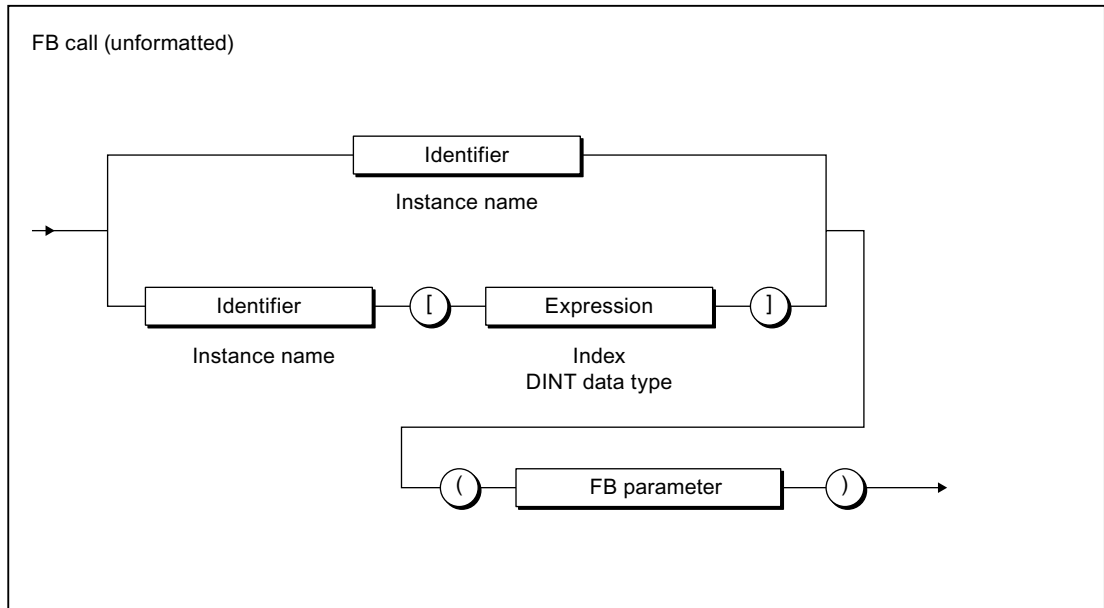 FB call (unformatted)
Identifier
Instance name
Identifier
[
Expression
]
Instance name
Index
DINT data type
(
FB parameter
)